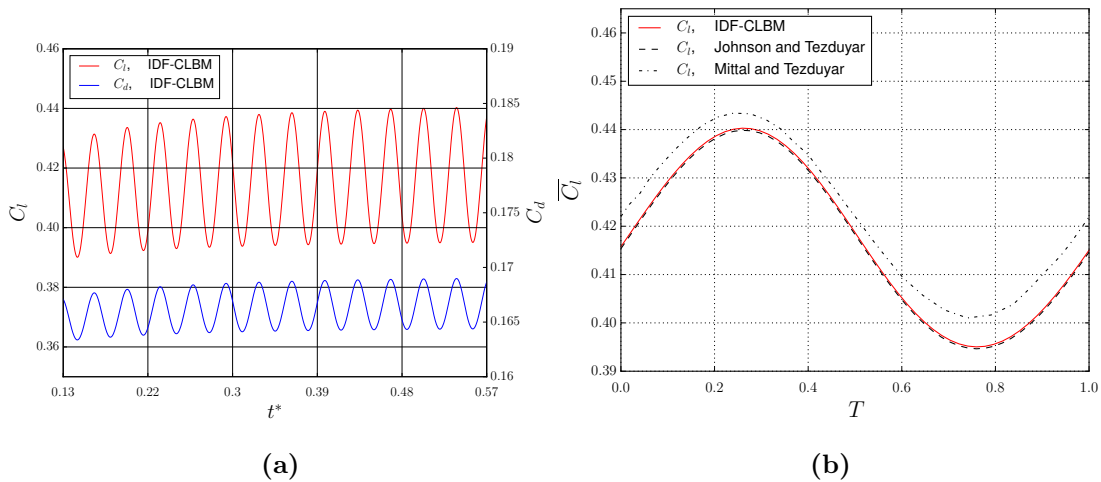 0.46
0.44
0.42
0.40
0.38
0.36
C_l
0.19
0.185
0.18
0.175
0.17
0.165
0.16
C_d
C_l, IDF-CLBM
C_d, IDF-CLBM
0.13 0.22 0.3 0.39 0.48 0.57
t*
(a)
0.46
0.45
0.44
0.43
0.42
0.41
0.40
0.39
C̅_l
C_l, IDF-CLBM
C_l, Johnson and Tezduyar
C_l, Mittal and Tezduyar
0.0 0.2 0.4 0.6 0.8 1.0
T
(b)